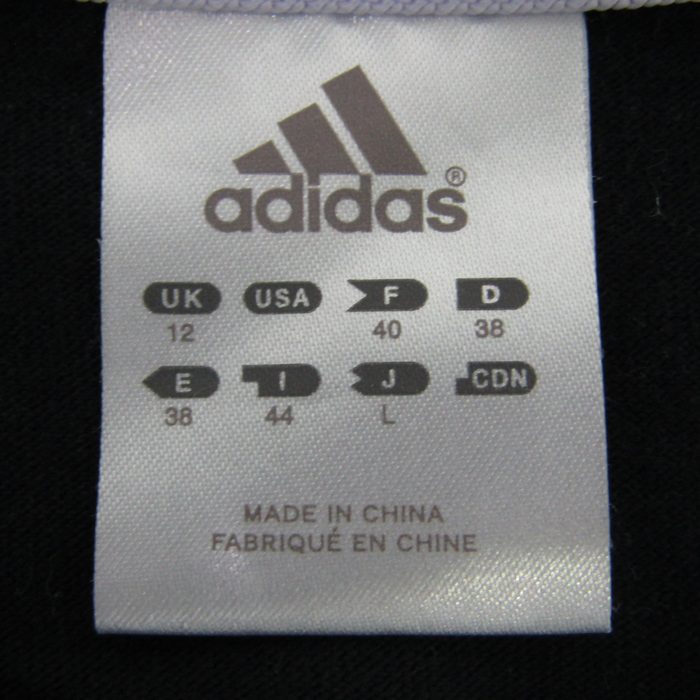 adidas®
UK USA F D
12 40 38
E I J CDN
38 44 L
MADE IN CHINA
FABRIQUÉ EN CHINE